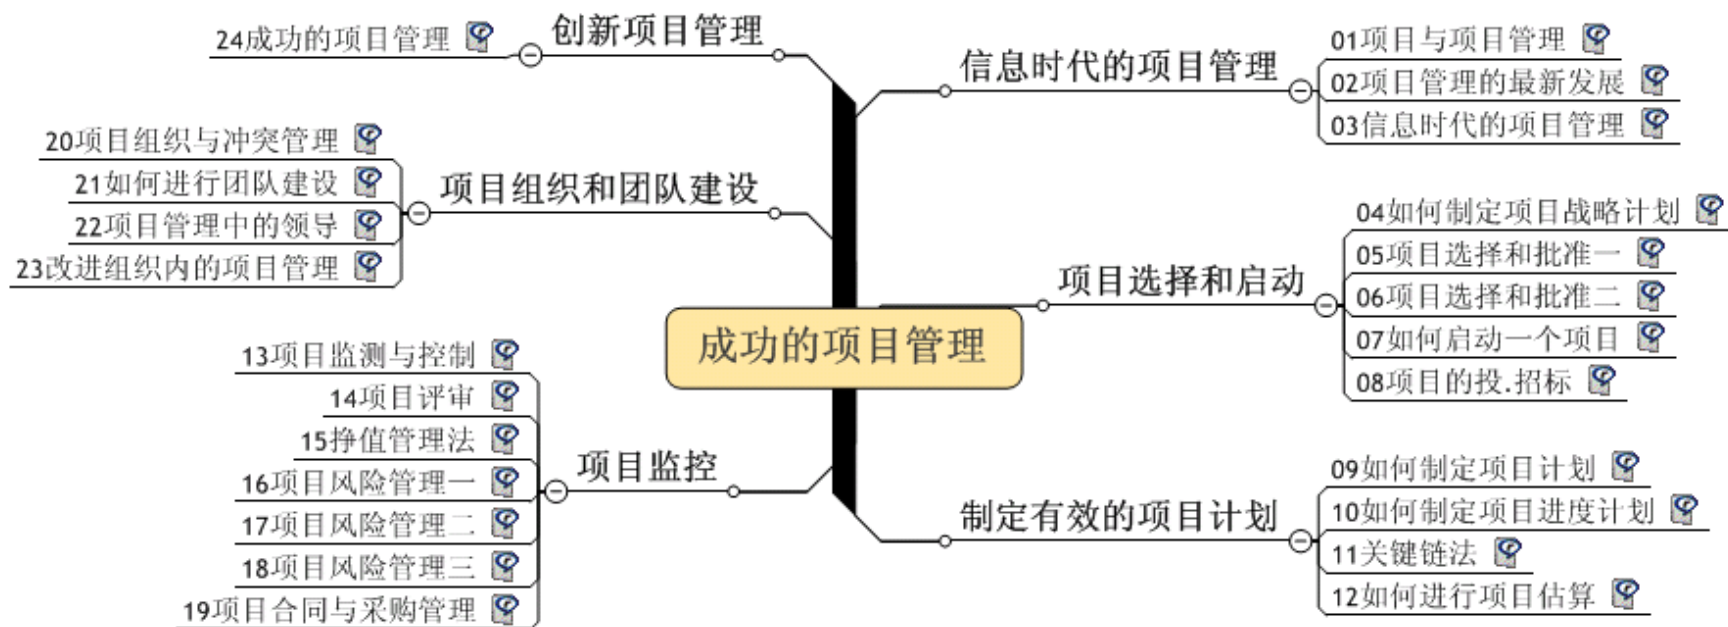 成功的项目管理
信息时代的项目管理
01项目与项目管理
02项目管理的最新发展
03信息时代的项目管理
项目选择和启动
04如何制定项目战略计划
05项目选择和批准一
06项目选择和批准二
07如何启动一个项目
08项目的投.招标
制定有效的项目计划
09如何制定项目计划
10如何制定项目进度计划
11关键链法
12如何进行项目估算
项目监控
13项目监测与控制
14项目评审
15挣值管理法
16项目风险管理一
17项目风险管理二
18项目风险管理三
19项目合同与采购管理
项目组织和团队建设
20项目组织与冲突管理
21如何进行团队建设
22项目管理中的领导
23改进组织内的项目管理
创新项目管理
24成功的项目管理